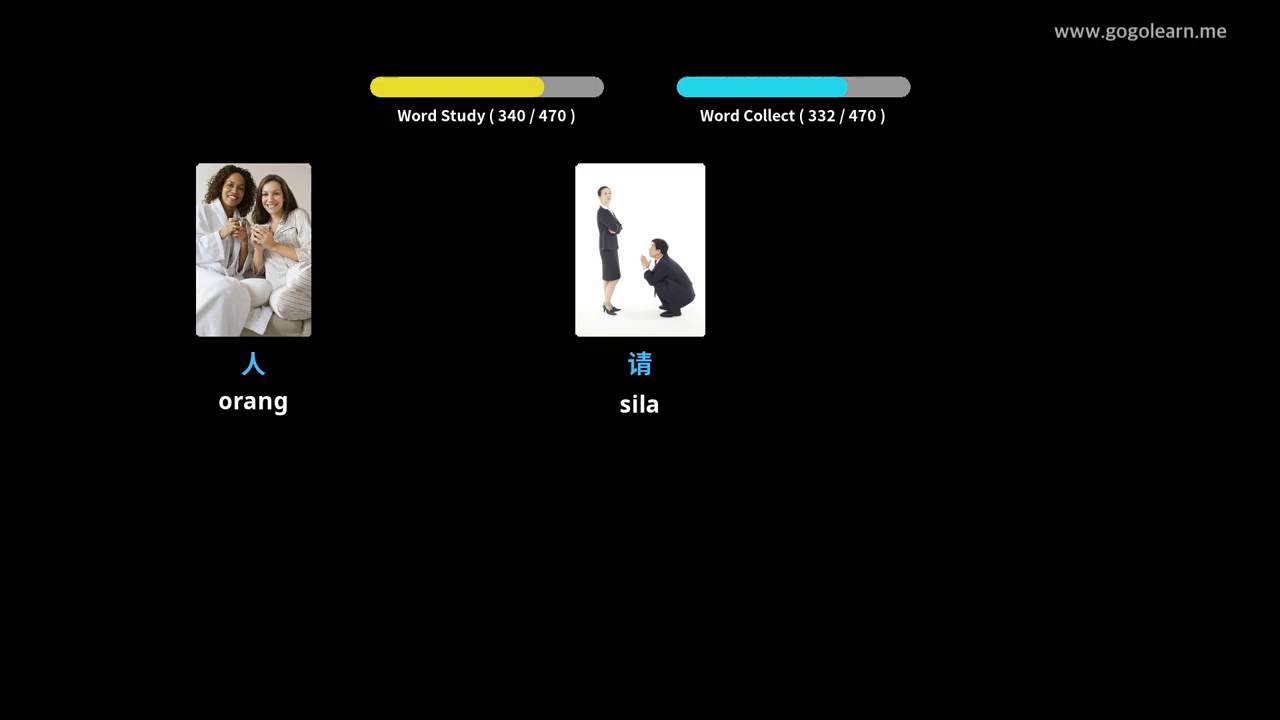 www.gogolearn.me
Word Study ( 340 / 470 )
Word Collect ( 332 / 470 )
人
orang
请
sila